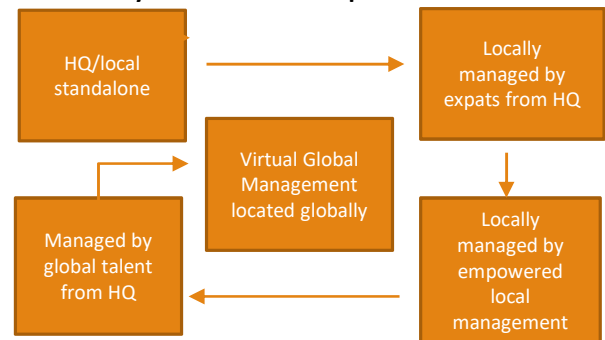 HQ/local
standalone
Locally
managed by
expats from HQ
Virtual Global
Management
located globally
Managed by
global talent
from HQ
Locally
managed by
empowered
local
management